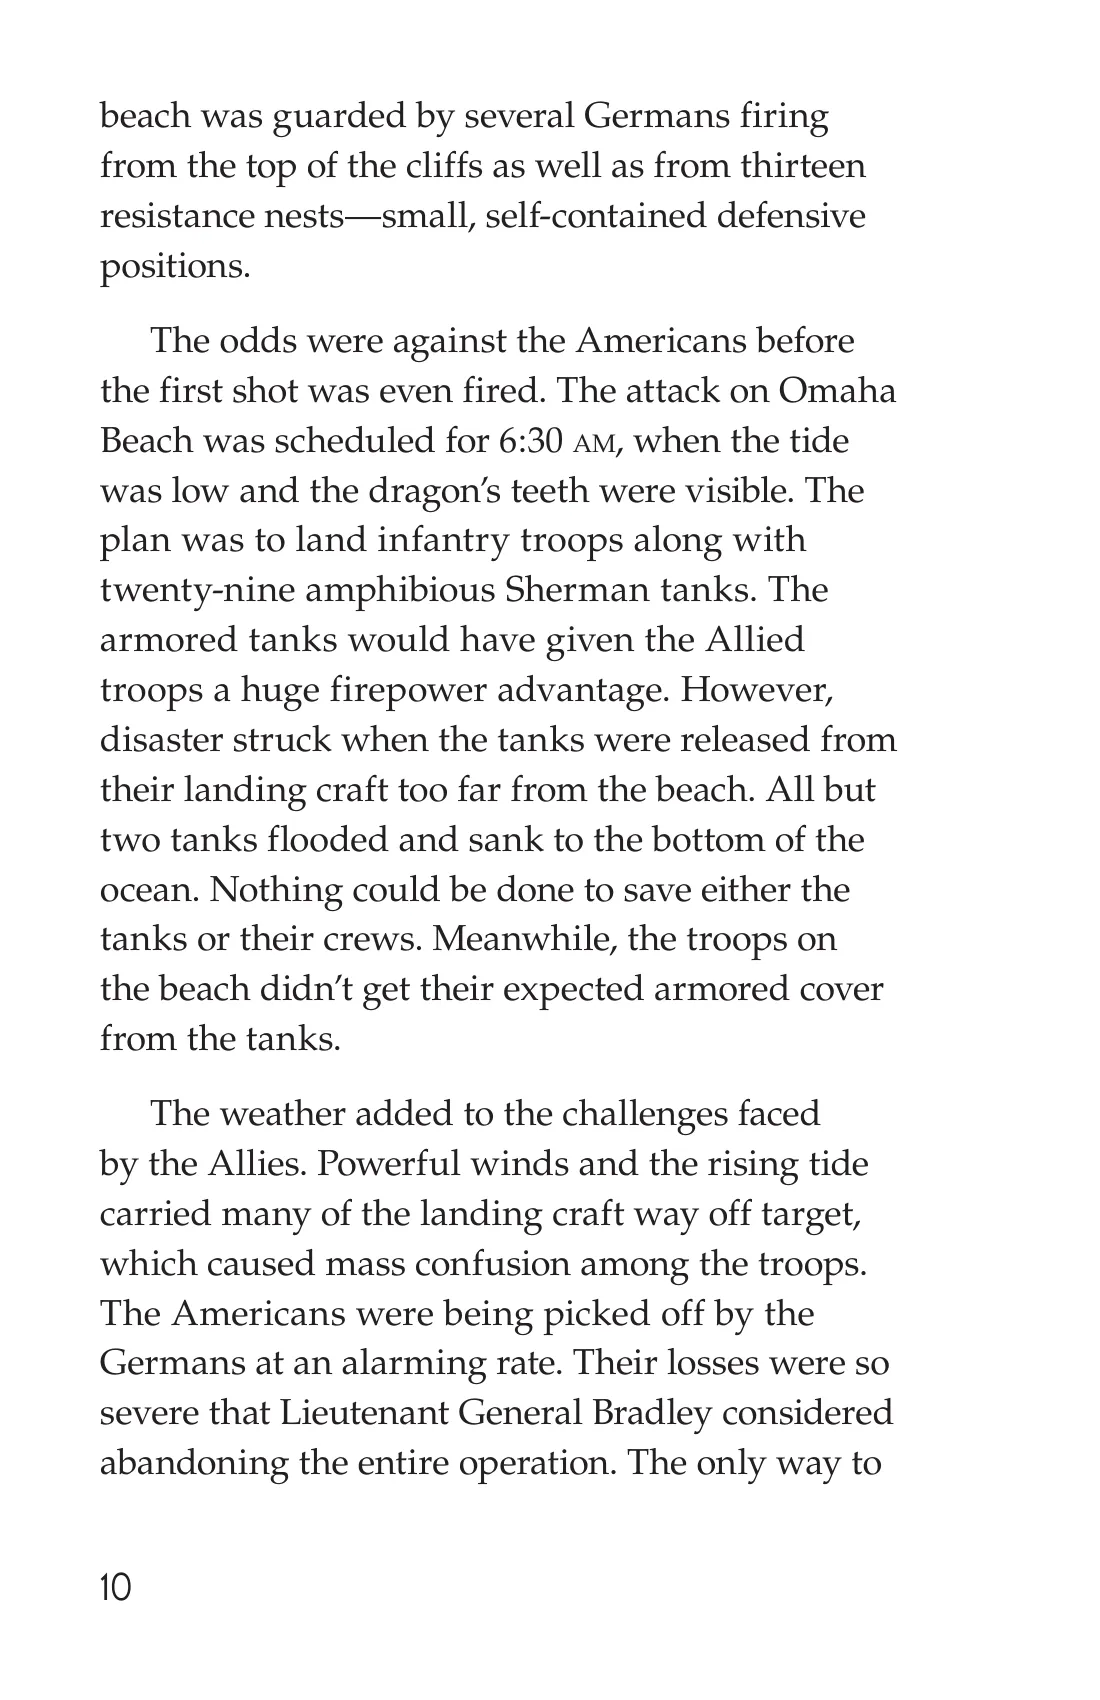 beach was guarded by several Germans firing
from the top of the cliffs as well as from thirteen
resistance nests—small, self-contained defensive
positions.
The odds were against the Americans before
the first shot was even fired. The attack on Omaha
Beach was scheduled for 6:30 AM, when the tide
was low and the dragon’s teeth were visible. The
plan was to land infantry troops along with
twenty-nine amphibious Sherman tanks. The
armored tanks would have given the Allied
troops a huge firepower advantage. However,
disaster struck when the tanks were released from
their landing craft too far from the beach. All but
two tanks flooded and sank to the bottom of the
ocean. Nothing could be done to save either the
tanks or their crews. Meanwhile, the troops on
the beach didn’t get their expected armored cover
from the tanks.
The weather added to the challenges faced
by the Allies. Powerful winds and the rising tide
carried many of the landing craft way off target,
which caused mass confusion among the troops.
The Americans were being picked off by the
Germans at an alarming rate. Their losses were so
severe that Lieutenant General Bradley considered
abandoning the entire operation. The only way to
10